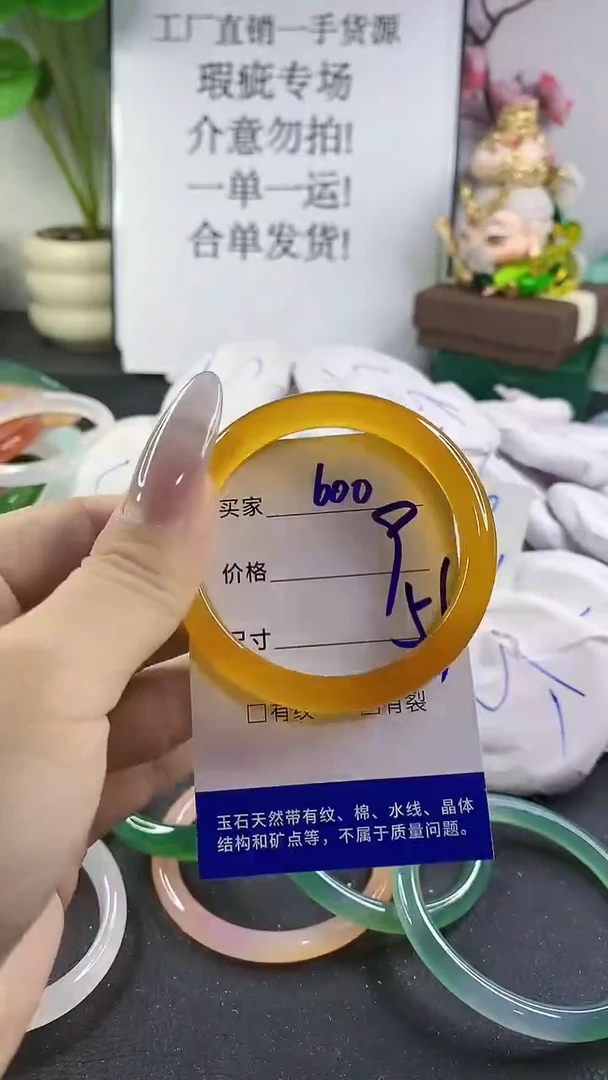 工厂直销一手货源
瑕疵专场
介意勿拍!
一单一运!
合单发货!
买家 600
价格
尺寸 51
□有纹 □有裂
玉石天然带有纹、棉、水线、晶体
结构和矿点等，不属于质量问题。